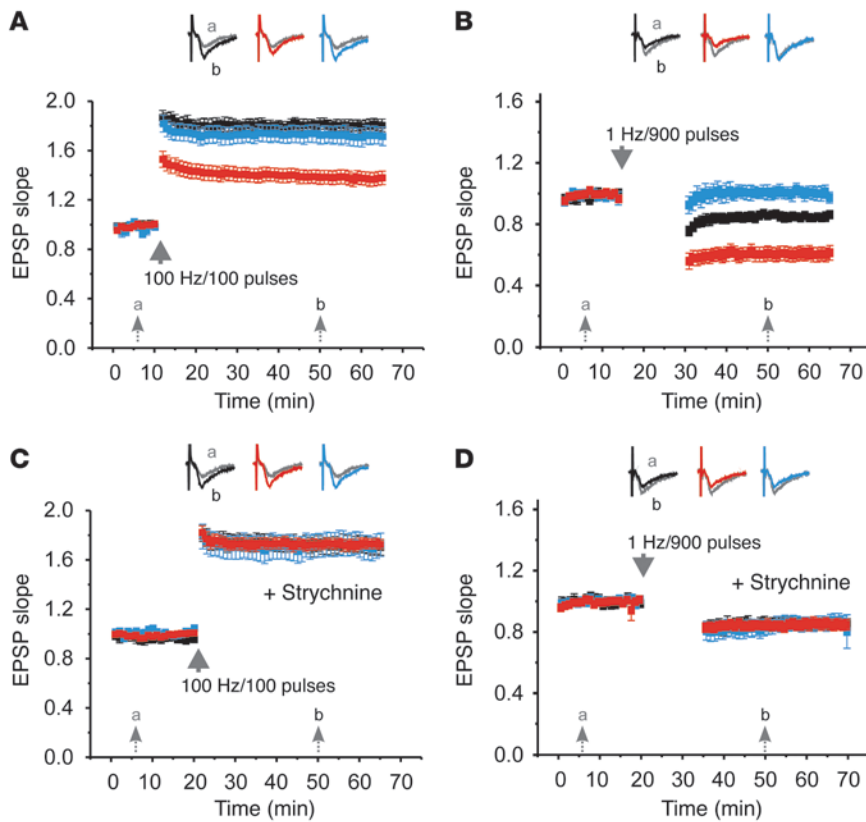 A
a
b
2.0
1.6
1.2
0.8
0.4
0.0
EPSP slope
100 Hz/100 pulses
a
b
0 10 20 30 40 50 60 70
Time (min)
B
a
b
1.6
1.2
0.8
0.4
0.0
EPSP slope
1 Hz/900 pulses
a
b
0 10 20 30 40 50 60 70
Time (min)
C
a
b
2.0
1.6
1.2
0.8
0.4
0.0
EPSP slope
+ Strychnine
100 Hz/100 pulses
a
b
0 10 20 30 40 50 60 70
Time (min)
D
a
b
1.6
1.2
0.8
0.4
0.0
EPSP slope
1 Hz/900 pulses
+ Strychnine
a
b
0 10 20 30 40 50 60 70
Time (min)